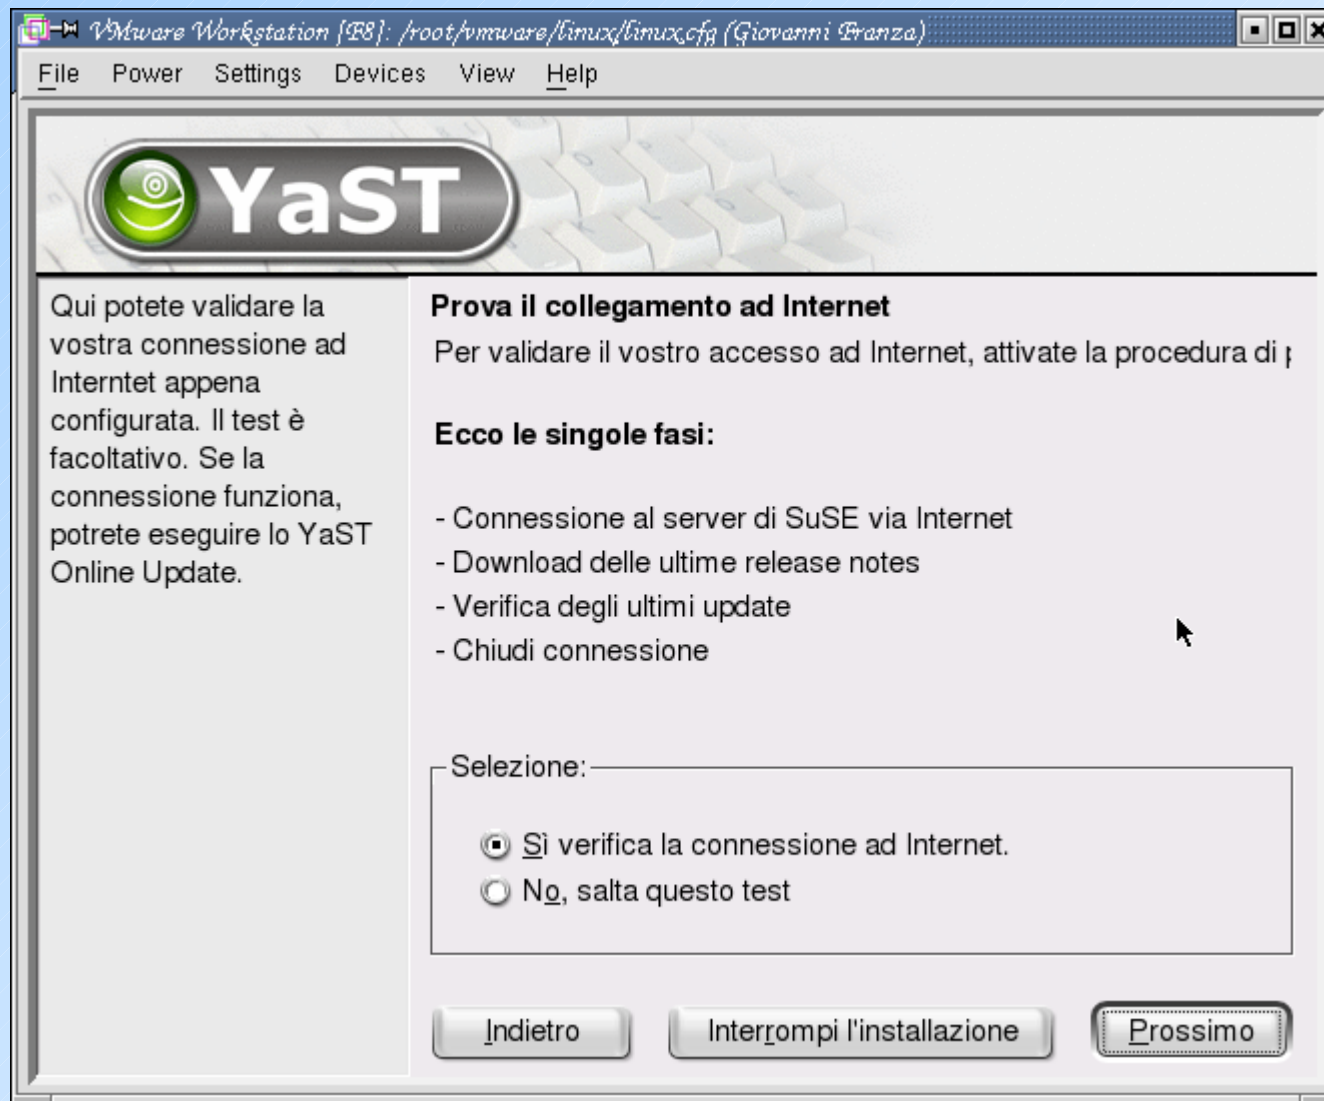 VMware Workstation [F8]: /root/vmware/linux/linux.cfg (Giovanni Franza)
File Power Settings Devices View Help
YaST
Qui potete validare la
vostra connessione ad
Interntet appena
configurata. Il test è
facoltativo. Se la
connessione funziona,
potrete eseguire lo YaST
Online Update.
Prova il collegamento ad Internet
Per validare il vostro accesso ad Internet, attivate la procedura di
Ecco le singole fasi:
- Connessione al server di SuSE via Internet
- Download delle ultime release notes
- Verifica degli ultimi update
- Chiudi connessione
Selezione:
Sì verifica la connessione ad Internet.
No, salta questo test
Indietro Interrompi l'installazione Prossimo